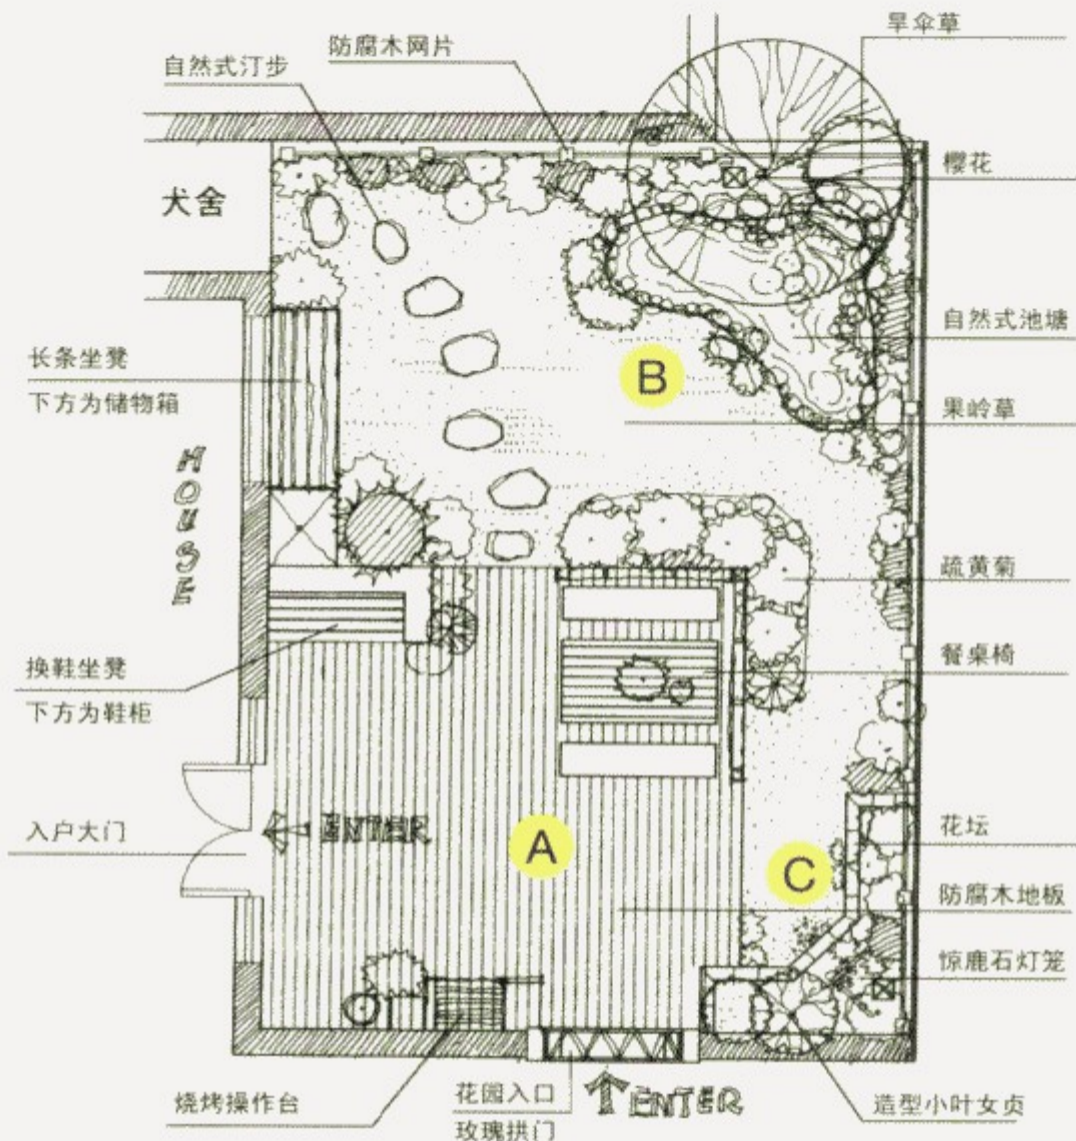 旱伞草
防腐木网片
自然式汀步
樱花
犬舍
自然式池塘
长条坐凳
下方为储物箱
B
果岭草
HOUSE
疏黄菊
餐桌椅
换鞋坐凳
下方为鞋柜
入户大门
ENTER
A
花坛
C
防腐木地板
惊鹿石灯笼
烧烤操作台
花园入口
玫瑰拱门
ENTER
造型小叶女贞